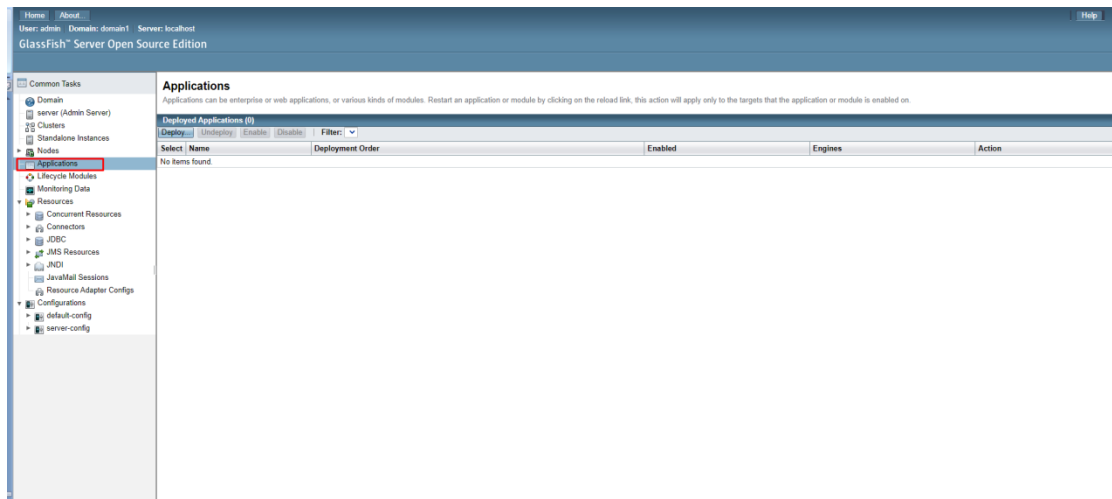 Home About... Help
User: admin Domain: domain1 Server: localhost
GlassFish™ Server Open Source Edition
Common Tasks
Domain
server (Admin Server)
Clusters
Standalone Instances
Nodes
Applications
Lifecycle Modules
Monitoring Data
Resources
Concurrent Resources
Connectors
JDBC
JMS Resources
JNDI
JavaMail Sessions
Resource Adapter Configs
Configurations
default-config
server-config
Applications
Applications can be enterprise or web applications, or various kinds of modules. Restart an application or module by clicking on the reload link, this action will apply only to the targets that the application or module is enabled on.
Deployed Applications (0)
Deploy... Undeploy Enable Disable Filter:
Select Name Deployment Order Enabled Engines Action
No items found.